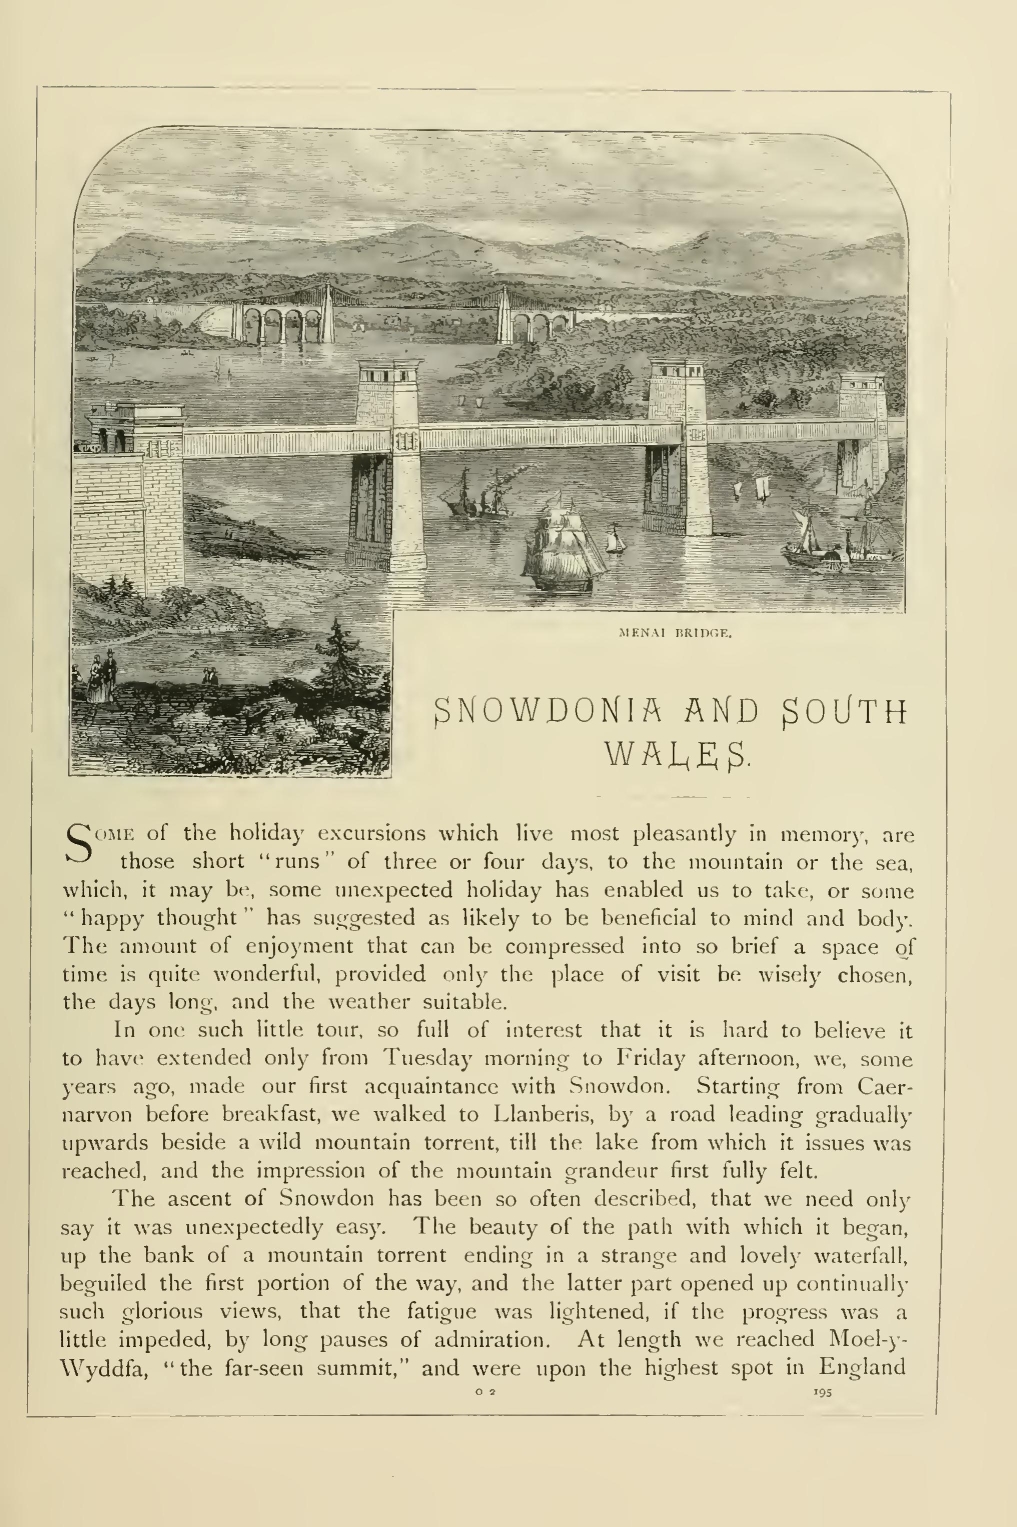 MENAI BRIDGE.
SNOWDONIA AND SOUTH
WALES.
SOME of the holiday excursions which live most pleasantly in memory, are
those short "runs" of three or four days, to the mountain or the sea,
which, it may be, some unexpected holiday has enabled us to take, or some
"happy thought" has suggested as likely to be beneficial to mind and body.
The amount of enjoyment that can be compressed into so brief a space of
time is quite wonderful, provided only the place of visit be wisely chosen,
the days long, and the weather suitable.
In one such little tour, so full of interest that it is hard to believe it
to have extended only from Tuesday morning to Friday afternoon, we, some
years ago, made our first acquaintance with Snowdon. Starting from Caer-
narvon before breakfast, we walked to Llanberis, by a road leading gradually
upwards beside a wild mountain torrent, till the lake from which it issues was
reached, and the impression of the mountain grandeur first fully felt.
The ascent of Snowdon has been so often described, that we need only
say it was unexpectedly easy. The beauty of the path with which it began,
up the bank of a mountain torrent ending in a strange and lovely waterfall,
beguiled the first portion of the way, and the latter part opened up continually
such glorious views, that the fatigue was lightened, if the progress was a
little impeded, by long pauses of admiration. At length we reached Moel-y-
Wyddfa, "the far-seen summit," and were upon the highest spot in England
O 2 195